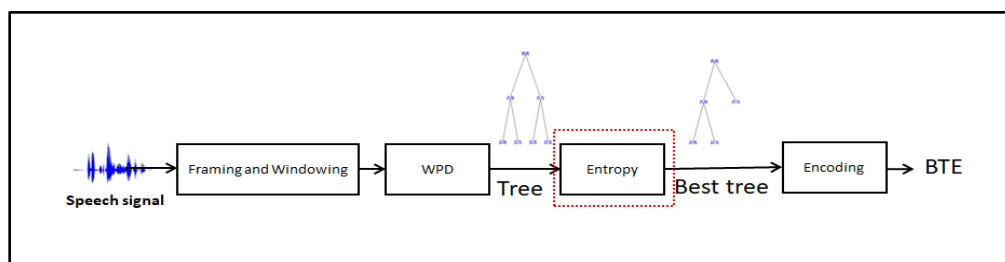 Speech signal
Framing and Windowing
WPD
Tree
Entropy
Best tree
Encoding
BTE